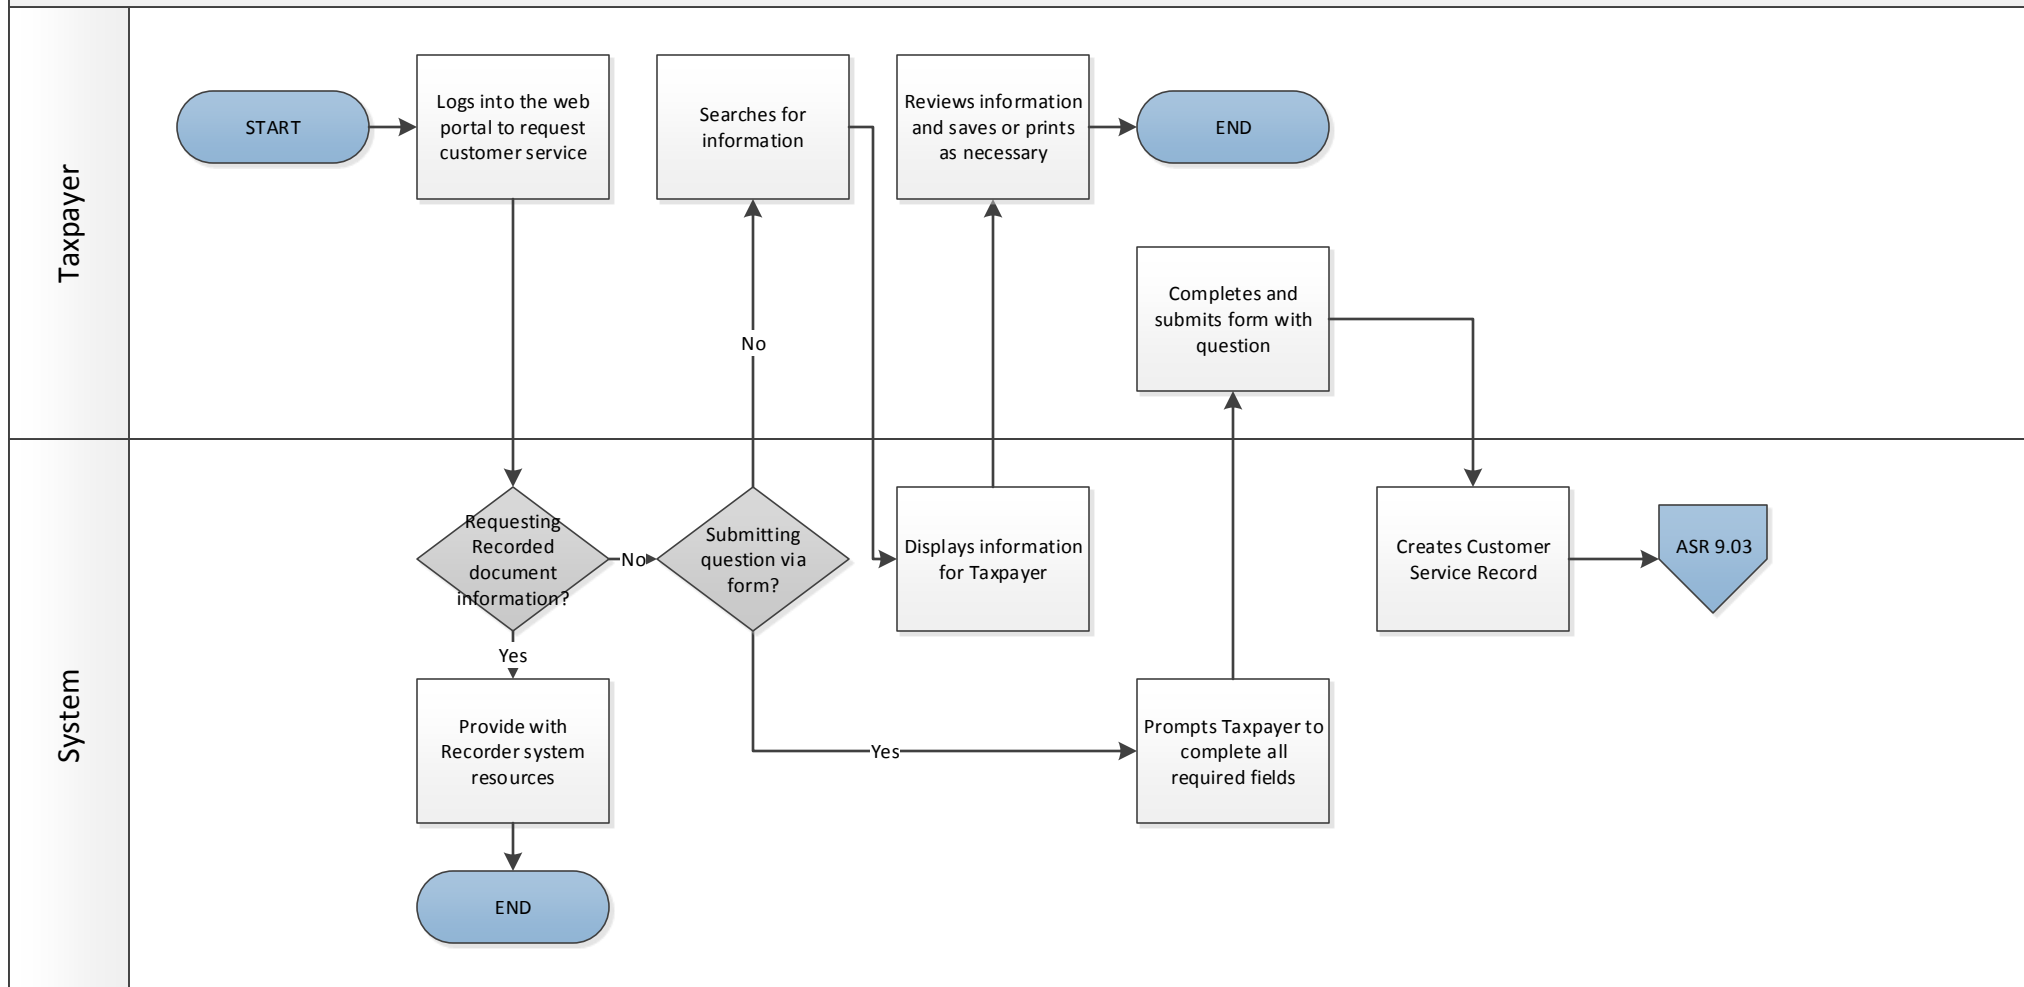 Taxpayer
START
Logs into the web
portal to request
customer service
Searches for
information
Reviews information
and saves or prints
as necessary
END
No
Completes and
submits form with
question
System
Requesting
Recorded
document
information?
No
Submitting
question via
form?
Displays information
for Taxpayer
Creates Customer
Service Record
ASR 9.03
Yes
Provide with
Recorder system
resources
Yes
Prompts Taxpayer to
complete all
required fields
END